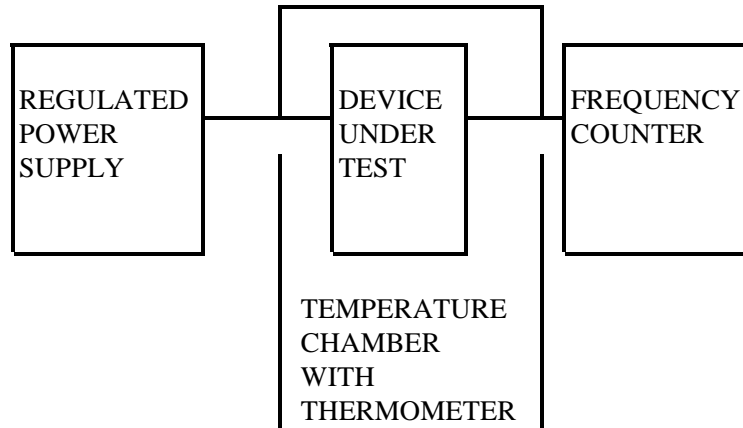 REGULATED
POWER
SUPPLY
DEVICE
UNDER
TEST
FREQUENCY
COUNTER
TEMPERATURE
CHAMBER
WITH
THERMOMETER